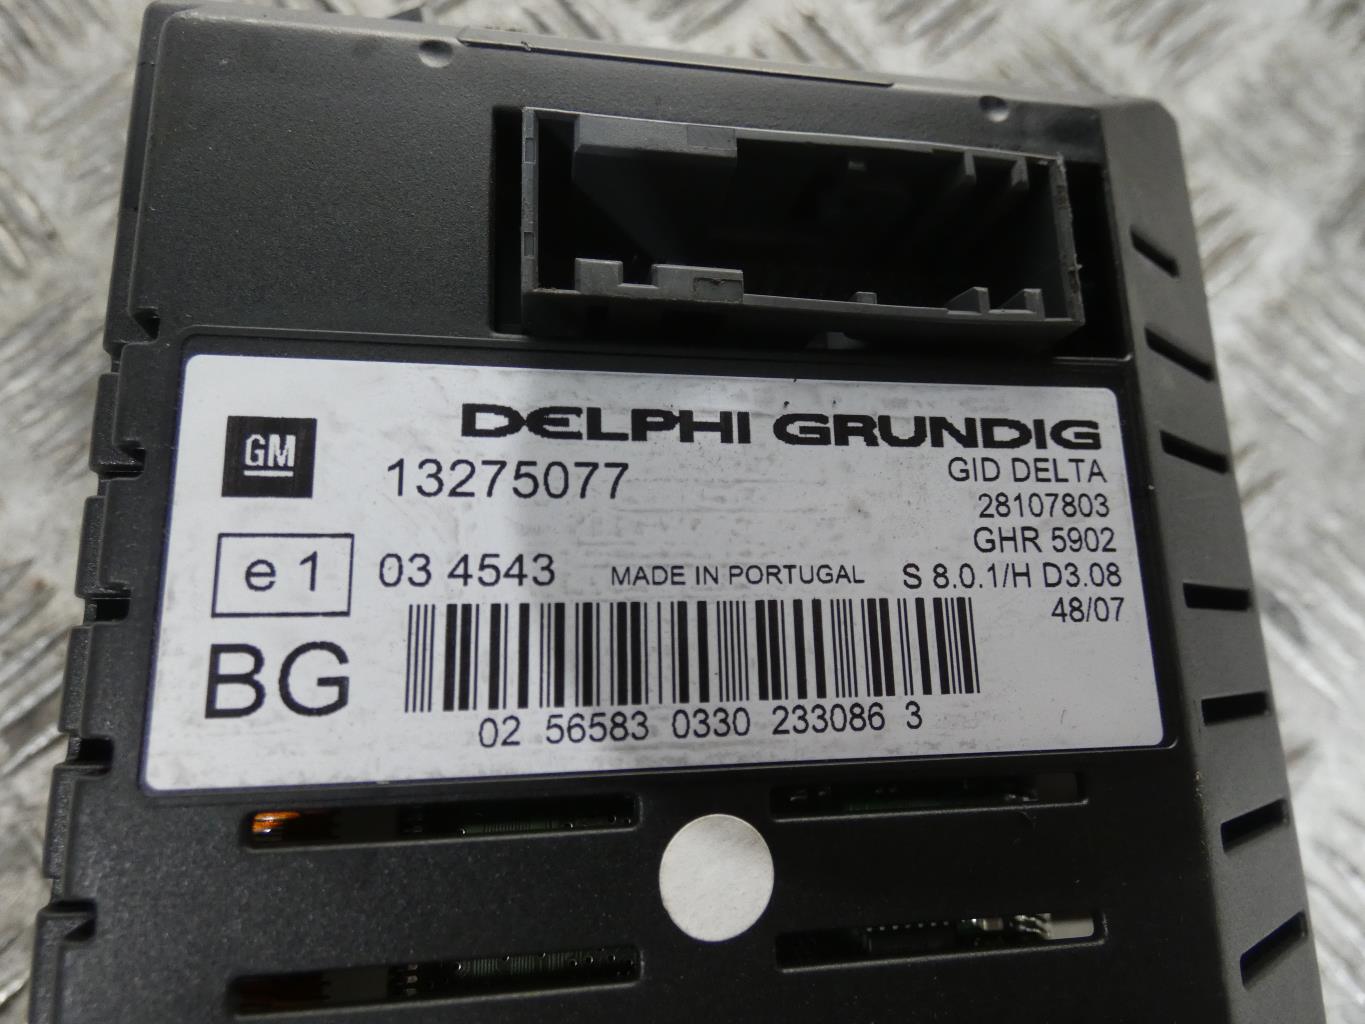 DELPHI GRUNDIG
GM 13275077 GID DELTA
28107803
GHR 5902
e 1 03 4543 MADE IN PORTUGAL S 8.0.1/H D3.08
48/07
BG
02 56583 0330 233086 3